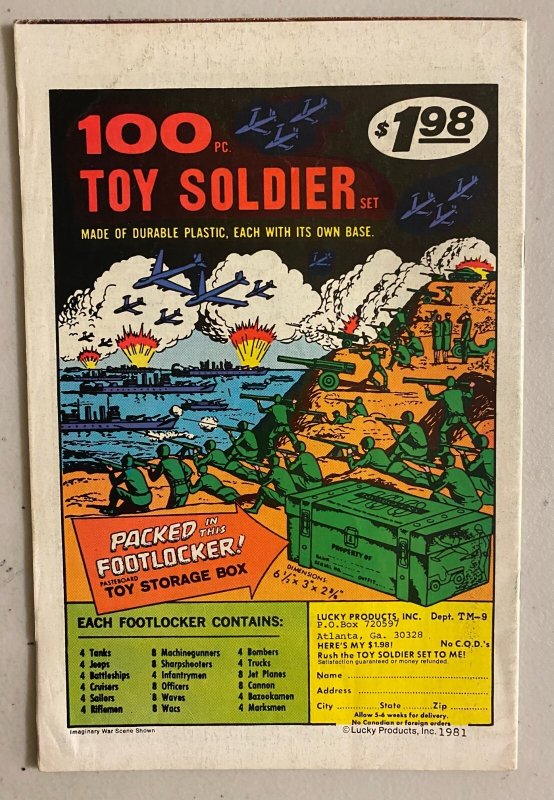 100 PC.
$1.98
TOY SOLDIER SET
MADE OF DURABLE PLASTIC, EACH WITH ITS OWN BASE.
PACKED IN THIS
FOOTLOCKER!
PASTEBOARD
TOY STORAGE BOX
PROPERTY OF
DIMENSIONS:
6 1/2" x 3" x 2 3/8"
EACH FOOTLOCKER CONTAINS:
4 Tanks
4 Jeeps
4 Battleships
4 Cruisers
4 Sailors
4 Riflemen
8 Machinegunners
8 Sharpshooters
4 Infantrymen
8 Officers
8 Waves
8 Wacs
4 Bombers
4 Trucks
8 Jet Planes
8 Cannon
4 Bazookamen
4 Marksmen
LUCKY PRODUCTS, INC. Dept. TM-9
P.O.Box 720597
Atlanta, Ga. 30328
HERE'S MY $1.98! No C.O.D.'s
Rush the TOY SOLDIER SET TO ME!
Satisfaction guaranteed or money refunded.
Name
Address
City State Zip
Allow 5-6 weeks for delivery.
No Canadian or foreign orders
Imaginary War Scene Shown
©Lucky Products, Inc. 1981